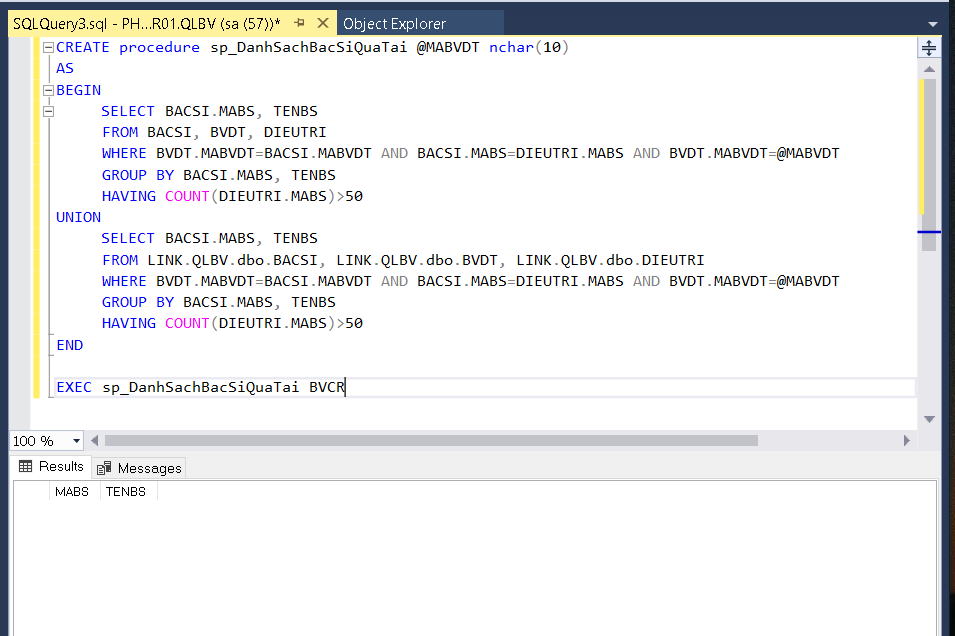 SQLQuery3.sql - PH...R01.QLBV (sa (57))* Object Explorer
CREATE procedure sp_DanhSachBacSiQuaTai @MABVDT nchar(10)
AS
BEGIN
SELECT BACSI.MABS, TENBS
FROM BACSI, BVDT, DIEUTRI
WHERE BVDT.MABVDT=BACSI.MABVDT AND BACSI.MABS=DIEUTRI.MABS AND BVDT.MABVDT=@MABVDT
GROUP BY BACSI.MABS, TENBS
HAVING COUNT(DIEUTRI.MABS)>50
UNION
SELECT BACSI.MABS, TENBS
FROM LINK.QLBV.dbo.BACSI, LINK.QLBV.dbo.BVDT, LINK.QLBV.dbo.DIEUTRI
WHERE BVDT.MABVDT=BACSI.MABVDT AND BACSI.MABS=DIEUTRI.MABS AND BVDT.MABVDT=@MABVDT
GROUP BY BACSI.MABS, TENBS
HAVING COUNT(DIEUTRI.MABS)>50
END
EXEC sp_DanhSachBacSiQuaTai BVCR
100 %
Results Messages
MABS TENBS